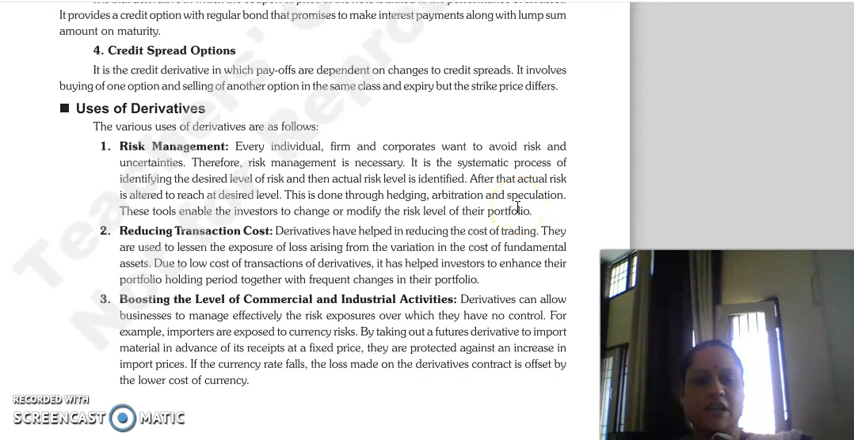 It provides a credit option with regular bond that promises to make interest payments along with lump sum
amount on maturity.
4. Credit Spread Options
It is the credit derivative in which pay-offs are dependent on changes to credit spreads. It involves
buying of one option and selling of another option in the same class and expiry but the strike price differs.
■ Uses of Derivatives
The various uses of derivatives are as follows:
1. Risk Management: Every individual, firm and corporates want to avoid risk and
uncertainties. Therefore, risk management is necessary. It is the systematic process of
identifying the desired level of risk and then actual risk level is identified. After that actual risk
is altered to reach at desired level. This is done through hedging, arbitration and speculation.
These tools enable the investors to change or modify the risk level of their portfolio.
2. Reducing Transaction Cost: Derivatives have helped in reducing the cost of trading. They
are used to lessen the exposure of loss arising from the variation in the cost of fundamental
assets. Due to low cost of transactions of derivatives, it has helped investors to enhance their
portfolio holding period together with frequent changes in their portfolio.
3. Boosting the Level of Commercial and Industrial Activities: Derivatives can allow
businesses to manage effectively the risk exposures over which they have no control. For
example, importers are exposed to currency risks. By taking out a futures derivative to import
material in advance of its receipts at a fixed price, they are protected against an increase in
import prices. If the currency rate falls, the loss made on the derivatives contract is offset by
the lower cost of currency.
RECORDED WITH
SCREENCAST MATIC